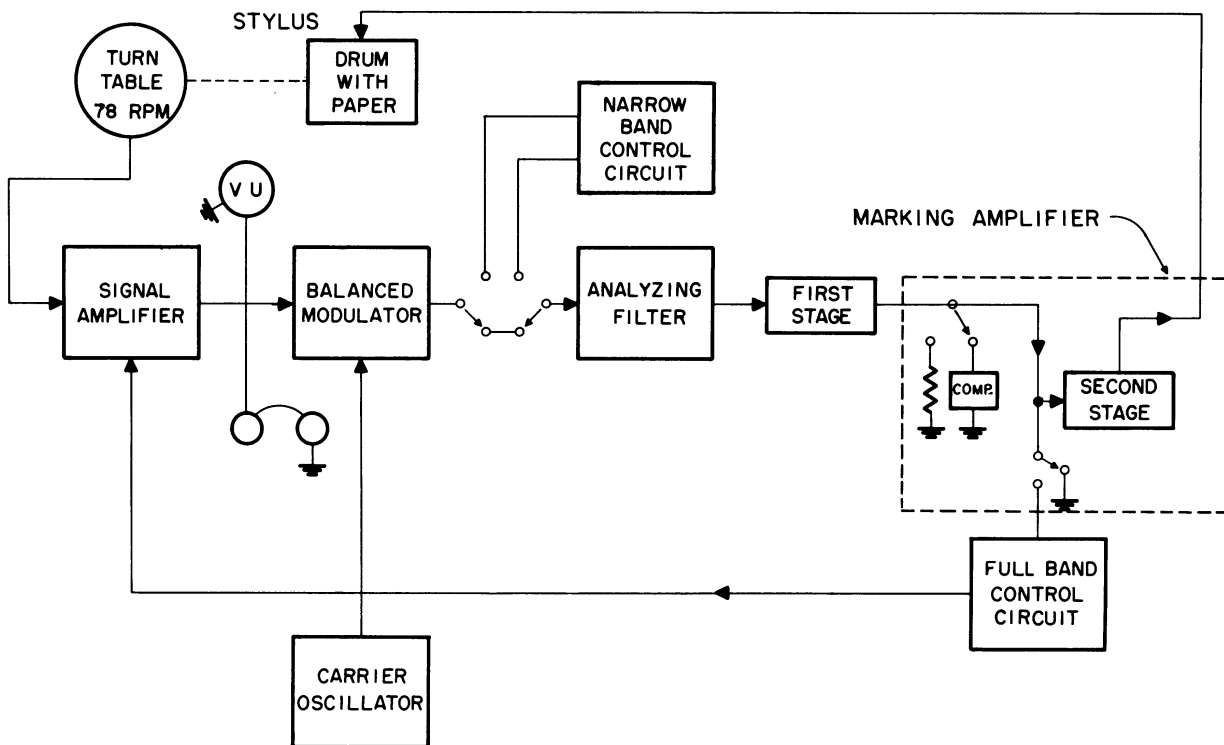 STYLUS
TURN
TABLE
78 RPM
DRUM
WITH
PAPER
NARROW
BAND
CONTROL
CIRCUIT
VU
MARKING AMPLIFIER
SIGNAL
AMPLIFIER
BALANCED
MODULATOR
ANALYZING
FILTER
FIRST
STAGE
COMP.
SECOND
STAGE
FULL BAND
CONTROL
CIRCUIT
CARRIER
OSCILLATOR